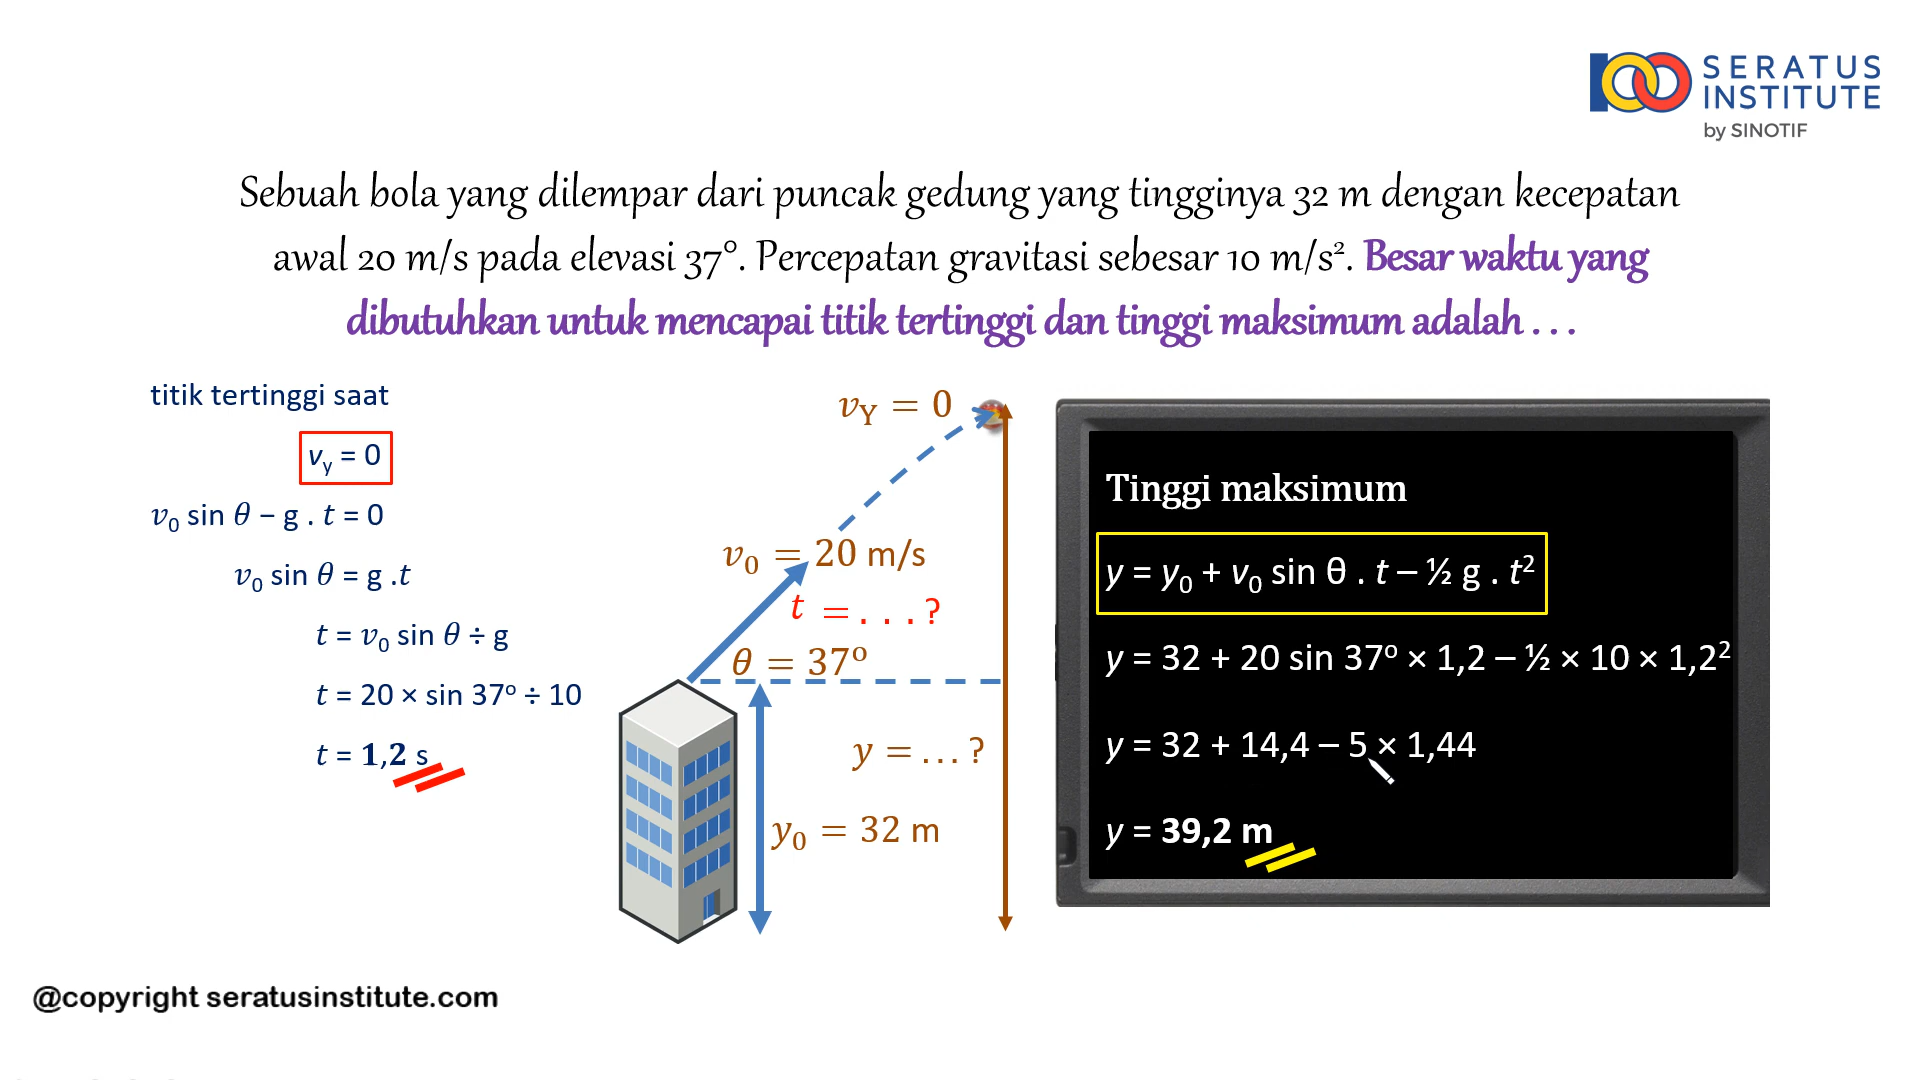 SERATUS
INSTITUTE
by SINOTIF
Sebuah bola yang dilempar dari puncak gedung yang tingginya 32 m dengan kecepatan
awal 20 m/s pada elevasi 37°. Percepatan gravitasi sebesar 10 m/s². Besar waktu yang
dibutuhkan untuk mencapai titik tertinggi dan tinggi maksimum adalah . . .
titik tertinggi saat
vy = 0
v₀ sin θ − g . t = 0
v₀ sin θ = g .t
t = v₀ sin θ ÷ g
t = 20 × sin 37º ÷ 10
t = 1,2 s
vY = 0
v₀ = 20 m/s
t = . . . ?
θ = 37º
y = ... ?
y₀ = 32 m
Tinggi maksimum
y = y₀ + v₀ sin θ . t – ½ g . t²
y = 32 + 20 sin 37º × 1,2 – ½ × 10 × 1,2²
y = 32 + 14,4 – 5 × 1,44
y = 39,2 m
@copyright seratusinstitute.com